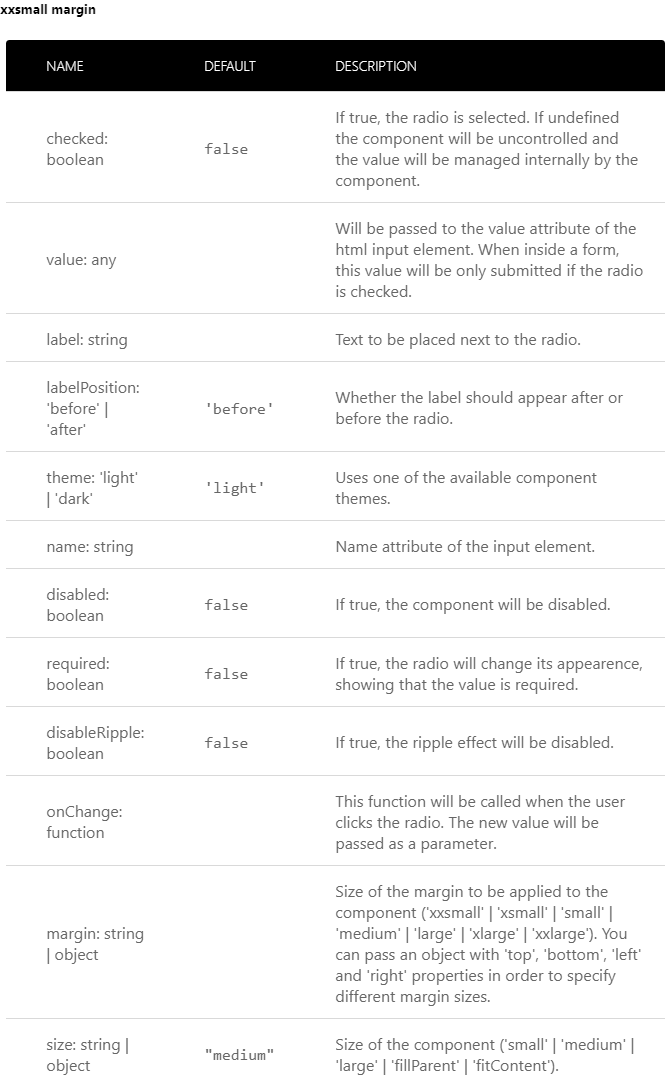 xxsmall margin
NAME DEFAULT DESCRIPTION
checked:
boolean
false
If true, the radio is selected. If undefined
the component will be uncontrolled and
the value will be managed internally by the
component.
value: any
Will be passed to the value attribute of the
html input element. When inside a form,
this value will be only submitted if the radio
is checked.
label: string
Text to be placed next to the radio.
labelPosition:
'before' |
'after'
'before'
Whether the label should appear after or
before the radio.
theme: 'light'
| 'dark'
'light'
Uses one of the available component
themes.
name: string
Name attribute of the input element.
disabled:
boolean
false
If true, the component will be disabled.
required:
boolean
false
If true, the radio will change its appearence,
showing that the value is required.
disableRipple:
boolean
false
If true, the ripple effect will be disabled.
onChange:
function
This function will be called when the user
clicks the radio. The new value will be
passed as a parameter.
margin: string
| object
Size of the margin to be applied to the
component ('xxsmall' | 'xsmall' | 'small' |
'medium' | 'large' | 'xlarge' | 'xxlarge'). You
can pass an object with 'top', 'bottom', 'left'
and 'right' properties in order to specify
different margin sizes.
size: string |
object
"medium"
Size of the component ('small' | 'medium' |
'large' | 'fillParent' | 'fitContent').